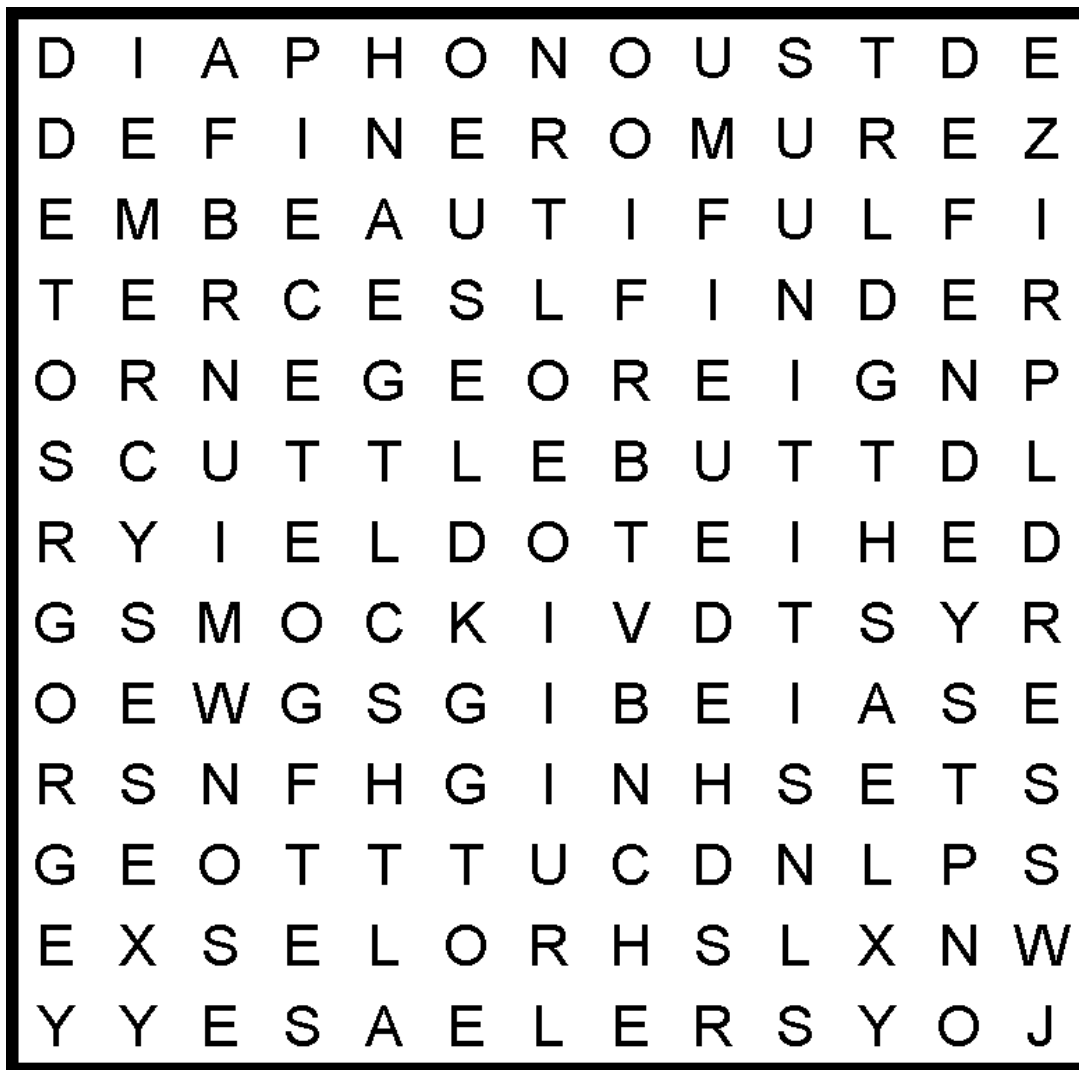 D I A P H O N O U S T D E
D E F I N E R O M U R E Z
E M B E A U T I F U L F I
T E R C E S L F I N D E R
O R N E G E O R E I G N P
S C U T T L E B U T T D L
R Y I E L D O T E I H E D
G S M O C K I V D T S Y R
O E W G S G I B E I A S E
R S N F H G I N H S E T S
G E O T T T U C D N L P S
E X S E L O R H S L X N W
Y Y E S A E L E R S Y O J